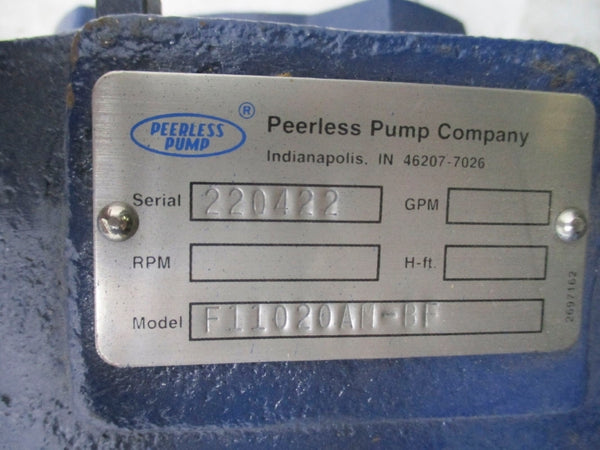 PEERLESS
PUMP
®
Peerless Pump Company
Indianapolis, IN 46207-7026
Serial 220422 GPM
RPM H-ft.
Model F11020AM-BF
2697162